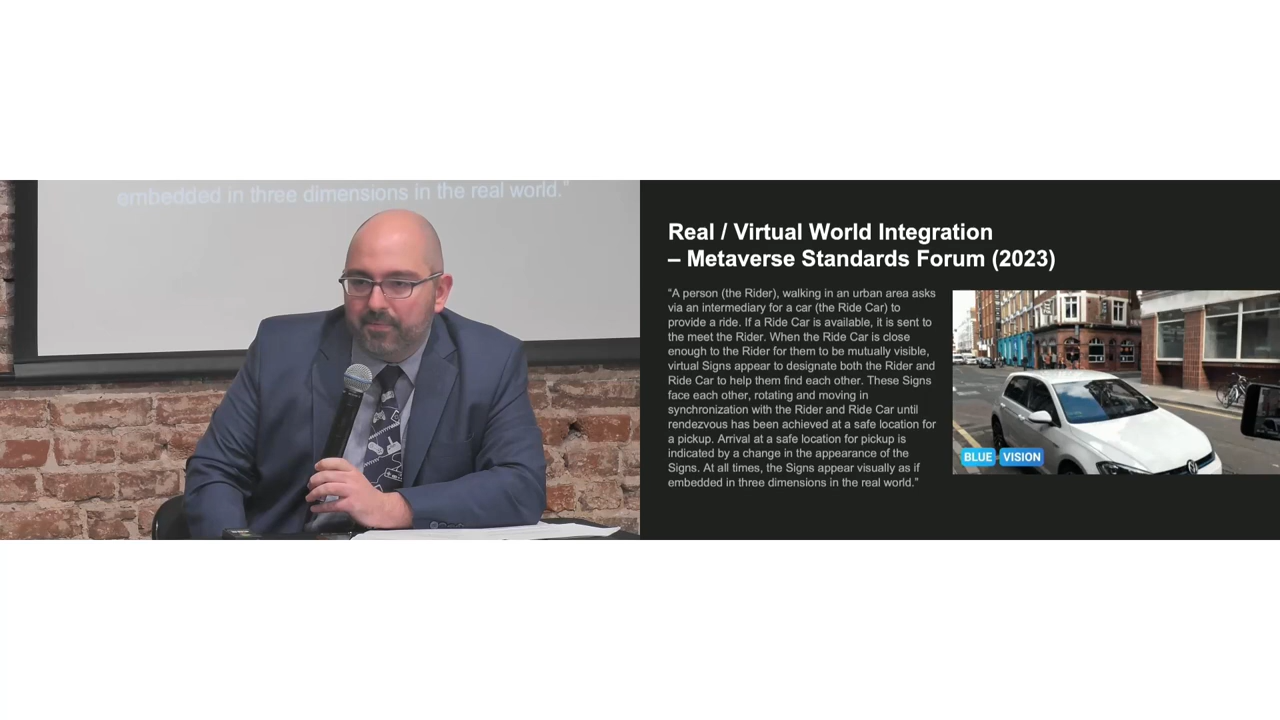 embedded in three dimensions in the real world.”
Real / Virtual World Integration
– Metaverse Standards Forum (2023)
“A person (the Rider), walking in an urban area asks
via an intermediary for a car (the Ride Car) to
provide a ride. If a Ride Car is available, it is sent to
the meet the Rider. When the Ride Car is close
enough to the Rider for them to be mutually visible,
virtual Signs appear to designate both the Rider and
Ride Car to help them find each other. These Signs
face each other, rotating and moving in
synchronization with the Rider and Ride Car until
rendezvous has been achieved at a safe location for
a pickup. Arrival at a safe location for pickup is
indicated by a change in the appearance of the
Signs. At all times, the Signs appear visually as if
embedded in three dimensions in the real world.”
BLUE VISION